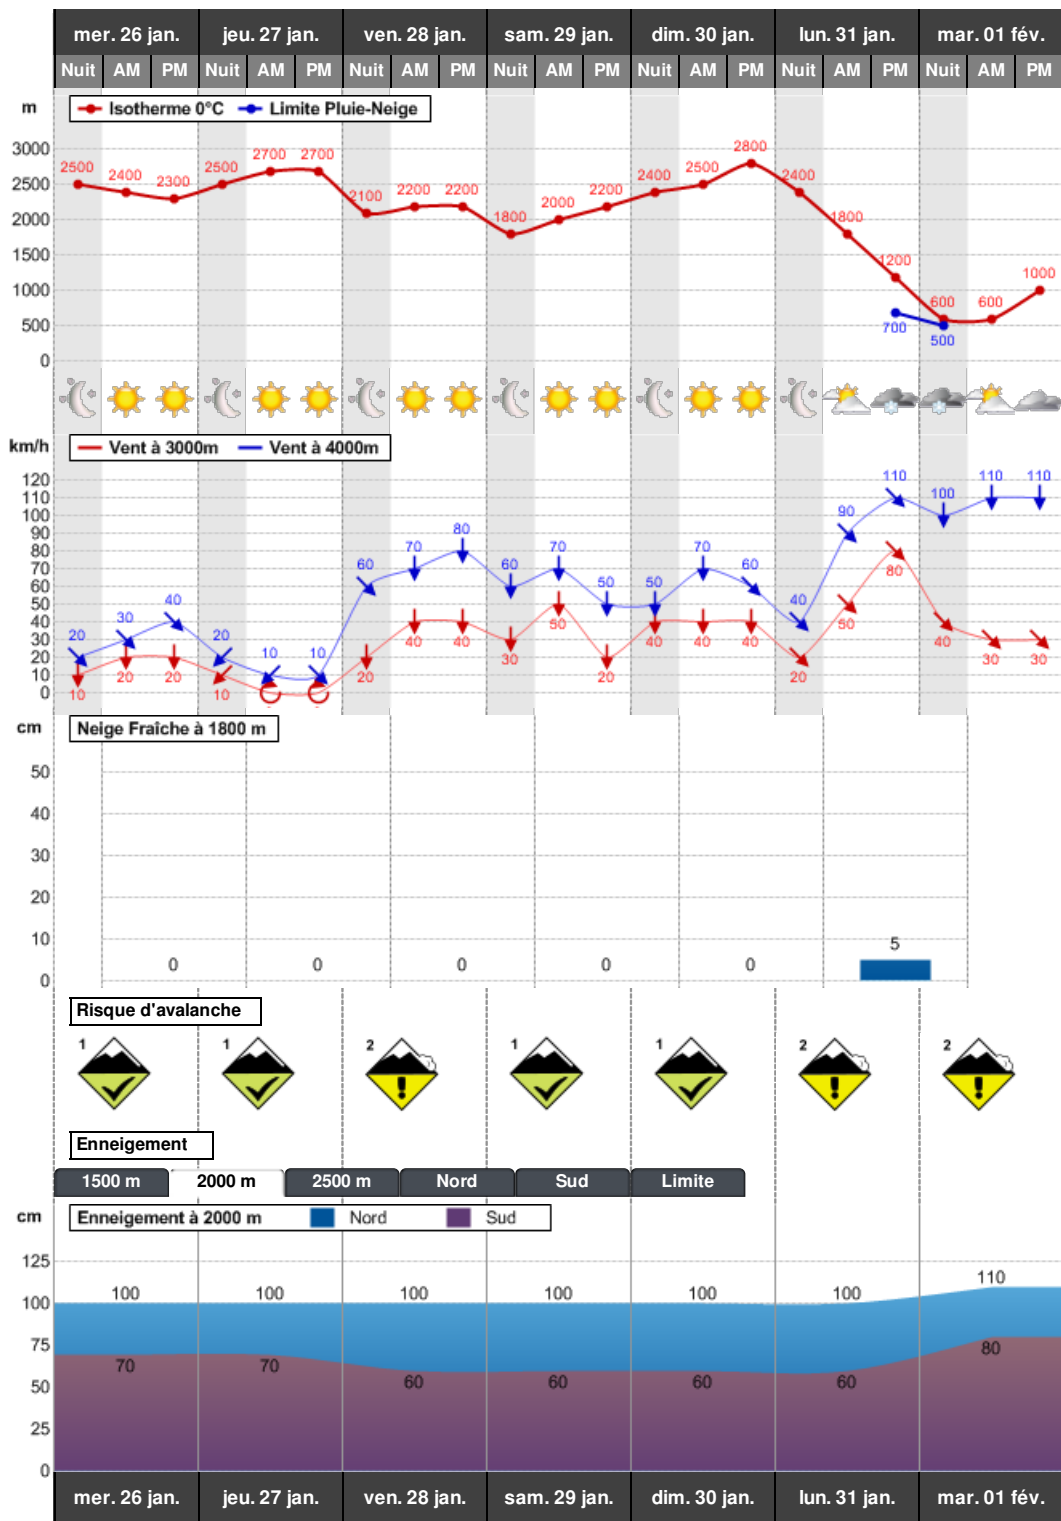 mer. 26 jan. jeu. 27 jan. ven. 28 jan. sam. 29 jan. dim. 30 jan. lun. 31 jan. mar. 01 fév.
Nuit AM PM Nuit AM PM Nuit AM PM Nuit AM PM Nuit AM PM Nuit AM PM Nuit AM PM
m Isotherme 0°C Limite Pluie-Neige
3000
2500
2000
1500
1000
500
0
2500 2400 2300 2500 2700 2700 2100 2200 2200 1800 2000 2200 2400 2500 2800 2400 1800 1200 600 600 1000
700 500
km/h Vent à 3000m Vent à 4000m
120
110
100
90
80
70
60
50
40
30
20
10
0
20 30 40 20 10 10 60 70 80 60 70 50 50 70 60 40 90 110 100 110 110
10 20 20 10 20 40 40 30 50 20 40 40 40 20 50 80 40 30 30
cm Neige Fraîche à 1800 m
50
40
30
20
10
0
0 0 0 0 0 5
Risque d'avalanche
1 1 2 1 1 2 2
Enneigement
1500 m 2000 m 2500 m Nord Sud Limite
cm Enneigement à 2000 m Nord Sud
125
100
75
50
25
0
100 100 100 100 100 100 110
70 70 60 60 60 60 80
mer. 26 jan. jeu. 27 jan. ven. 28 jan. sam. 29 jan. dim. 30 jan. lun. 31 jan. mar. 01 fév.